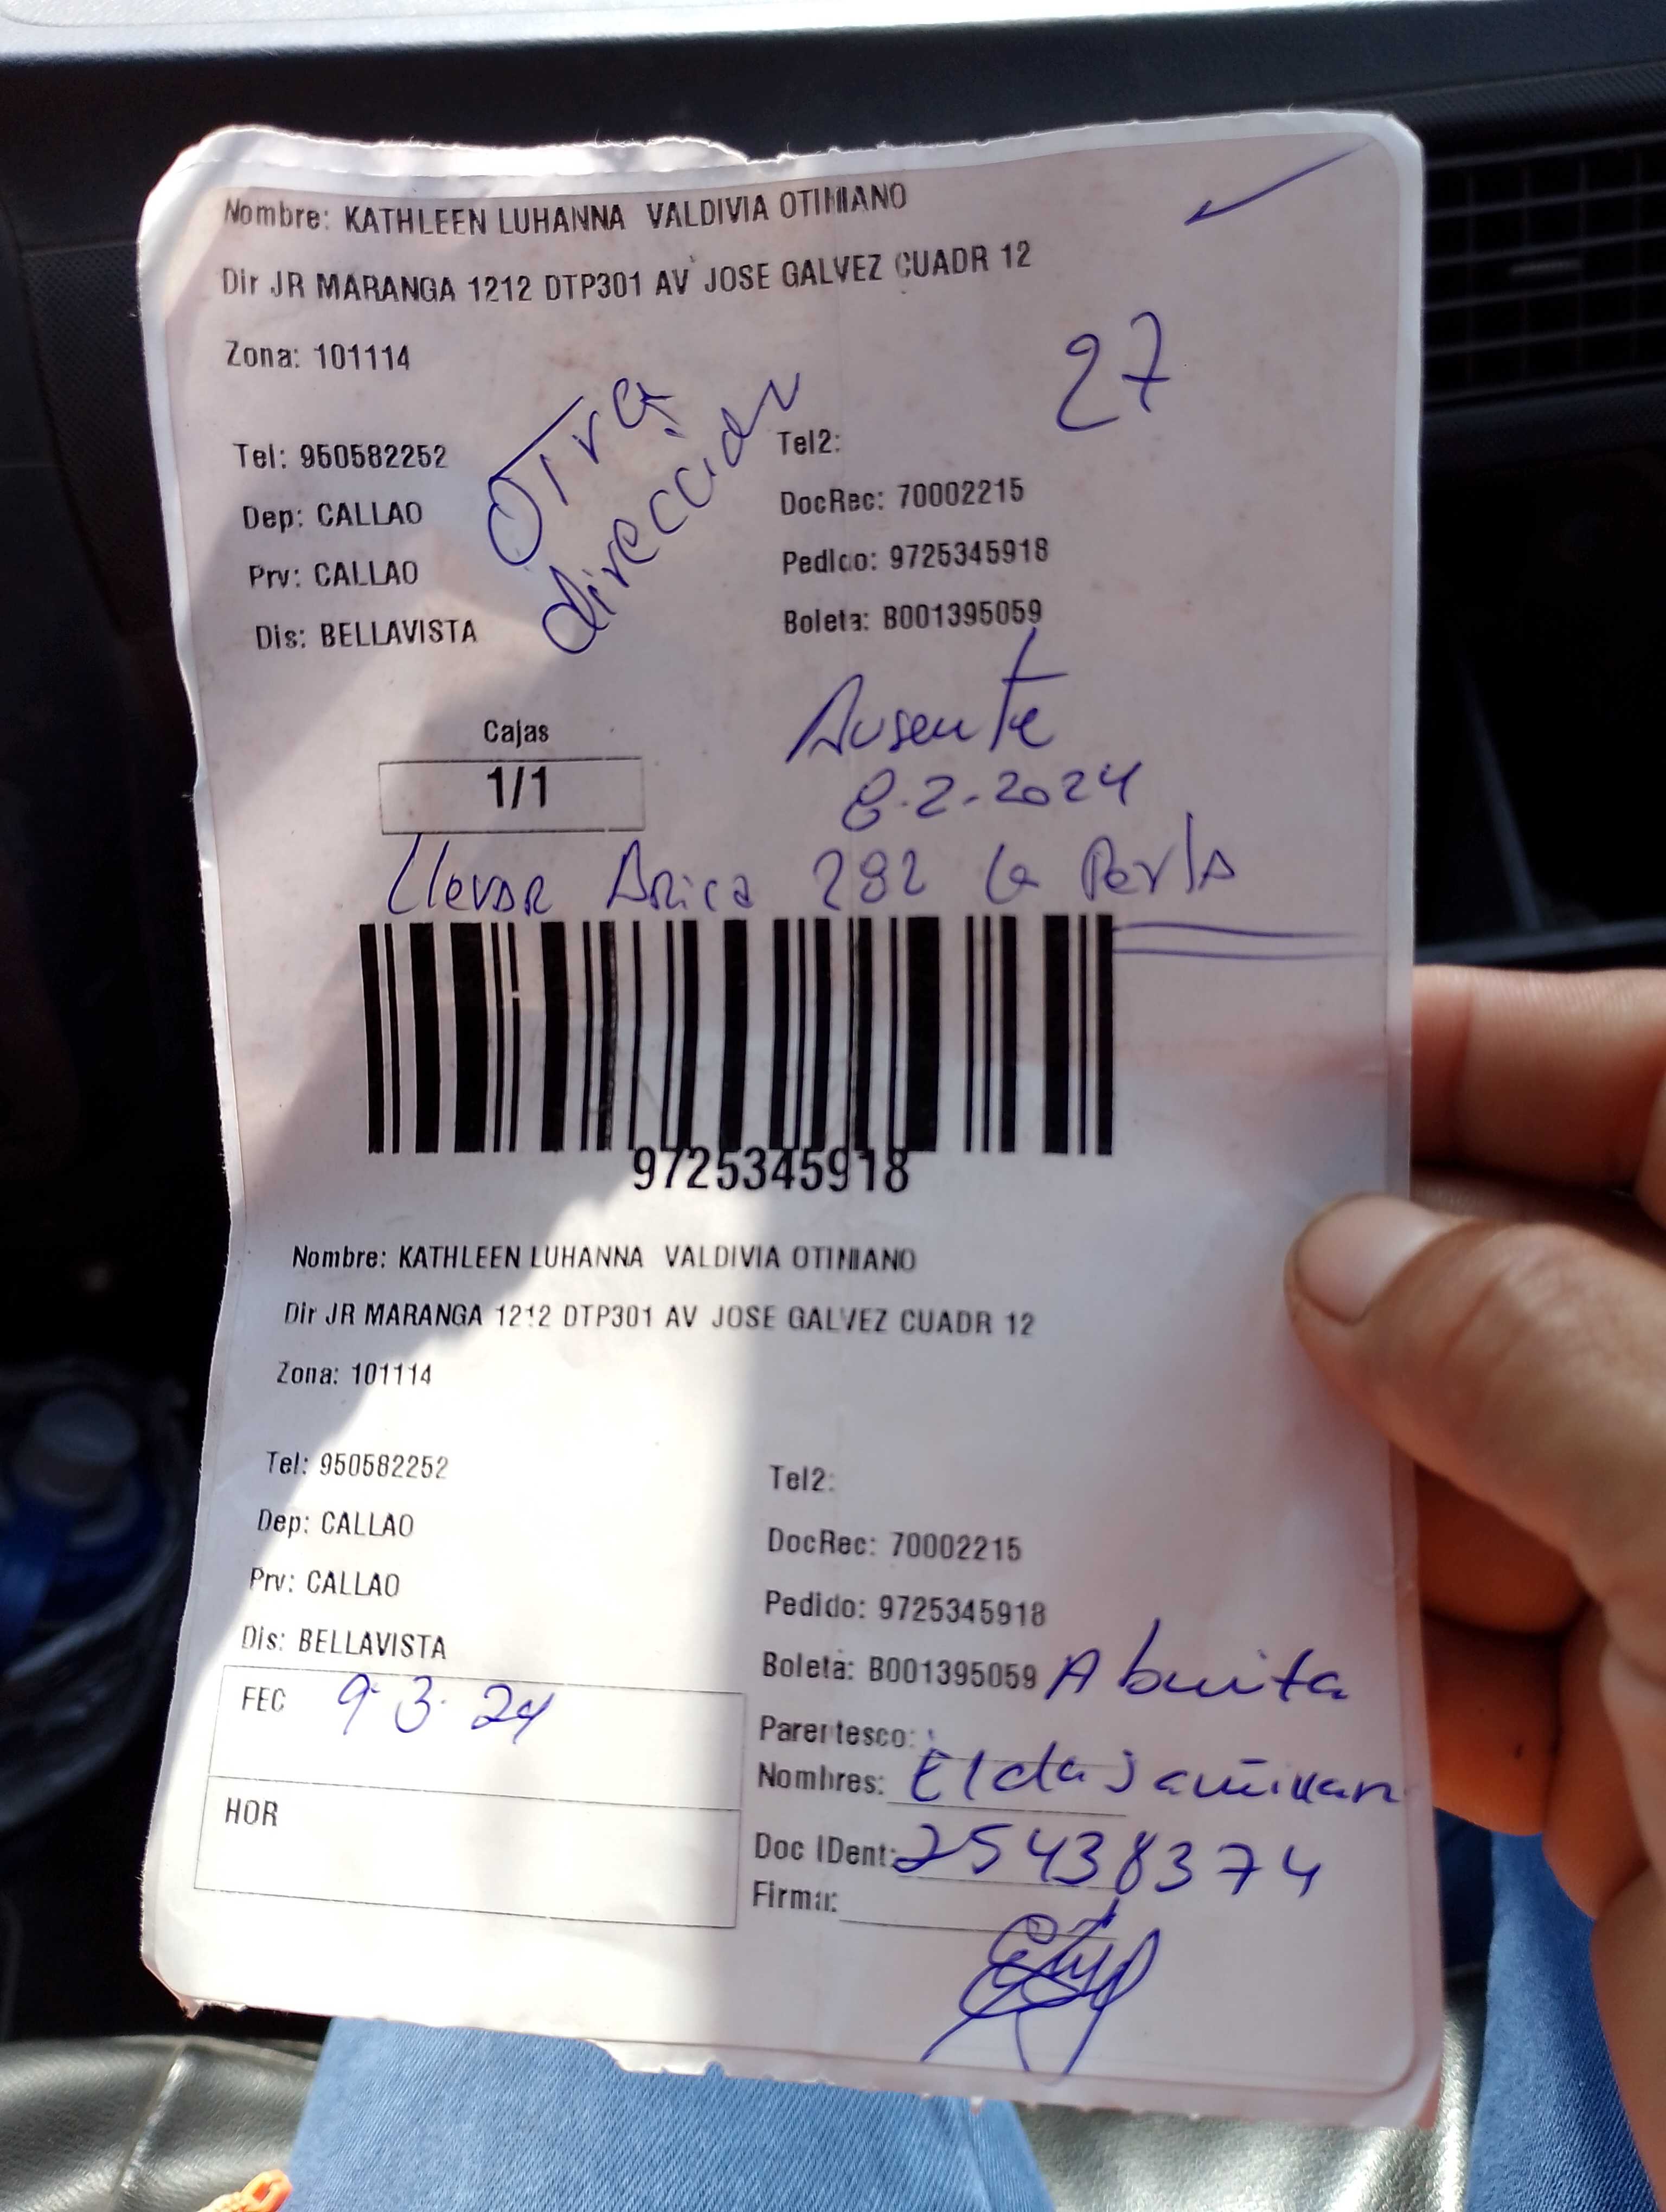 Nombre: KATHLEEN LUHANNA VALDIVIA OTINIANO
Dir JR MARANGA 1212 DTP301 AV JOSE GALVEZ CUADR 12
Zona: 101114
27
Otra
dirección
Tel: 950582252
Tel2:
Dep: CALLAO
DocRec: 70002215
Prv: CALLAO
Pedido: 9725345918
Dis: BELLAVISTA
Boleta: B001395059
Cajas
1/1
Ausente
8.2.2024
Llevar Arica 282 la Perla
9725345918
Nombre: KATHLEEN LUHANNA VALDIVIA OTINIANO
Dir JR MARANGA 1212 DTP301 AV JOSE GALVEZ CUADR 12
Zona: 101114
Tel: 950582252
Tel2:
Dep: CALLAO
DocRec: 70002215
Prv: CALLAO
Pedido: 9725345918
Dis: BELLAVISTA
Boleta: B001395059
FEC 9.3.24
Parentesco: Abuita
Nombres: Elda
HOR
Doc IDent: 25438374
Firma: